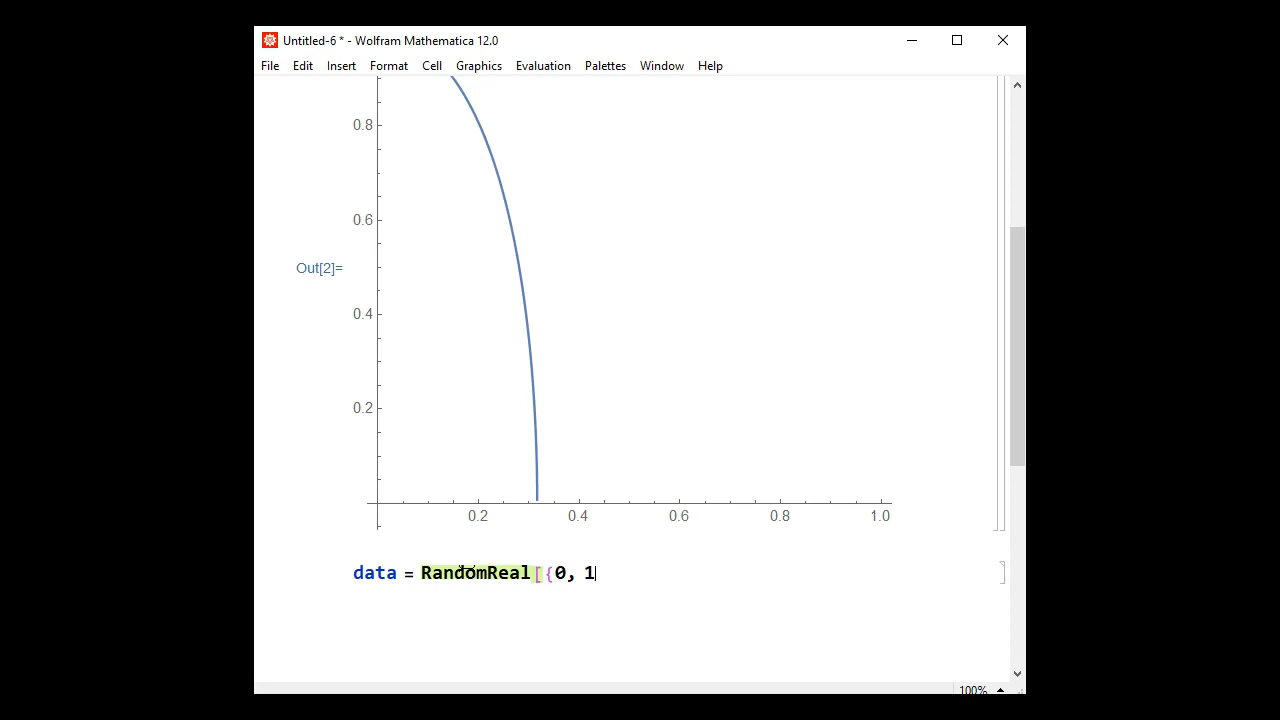 Untitled-6 * - Wolfram Mathematica 12.0
File Edit Insert Format Cell Graphics Evaluation Palettes Window Help
0.8
0.6
Out[2]=
0.4
0.2
0.2 0.4 0.6 0.8 1.0
data = RandomReal[{0, 1
100%